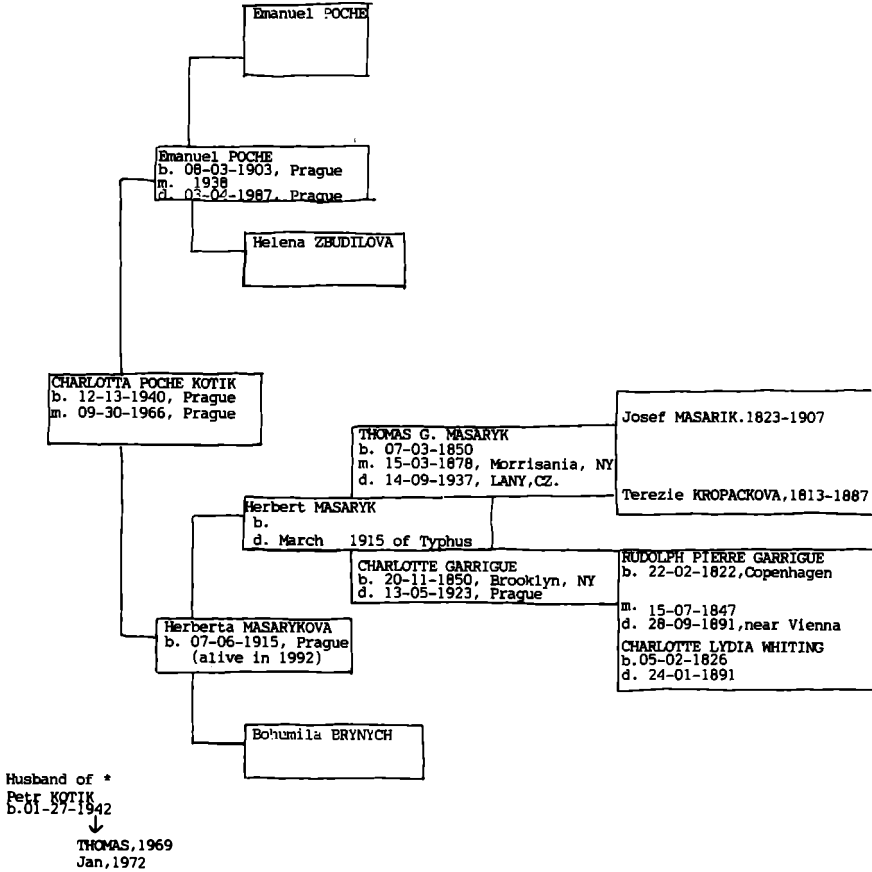 Emanuel POCHE
Emanuel POCHE
b. 08-03-1903, Prague
m. 1938
d. 03-04-1987, Prague
Helena ZBUDILOVA
CHARLOTTA POCHE KOTIK
b. 12-13-1940, Prague
m. 09-30-1966, Prague
THOMAS G. MASARYK
b. 07-03-1850
m. 15-03-1878, Morrisania, NY
d. 14-09-1937, LANY,CZ.
Josef MASARIK.1823-1907
Terezie KROPACKOVA,1813-1887
Herbert MASARYK
b.
d. March 1915 of Typhus
CHARLOTTE GARRIGUE
b. 20-11-1850, Brooklyn, NY
d. 13-05-1923, Prague
RUDOLPH PIERRE GARRIGUE
b. 22-02-1822,Copenhagen
m. 15-07-1847
d. 28-09-1891,near Vienna
CHARLOTTE LYDIA WHITING
b.05-02-1826
d. 24-01-1891
Herberta MASARYKOVA
b. 07-06-1915, Prague
(alive in 1992)
Bohumila BRYNYCH
Husband of *
Petr KOTIK
b.01-27-1942
THOMAS,1969
Jan,1972